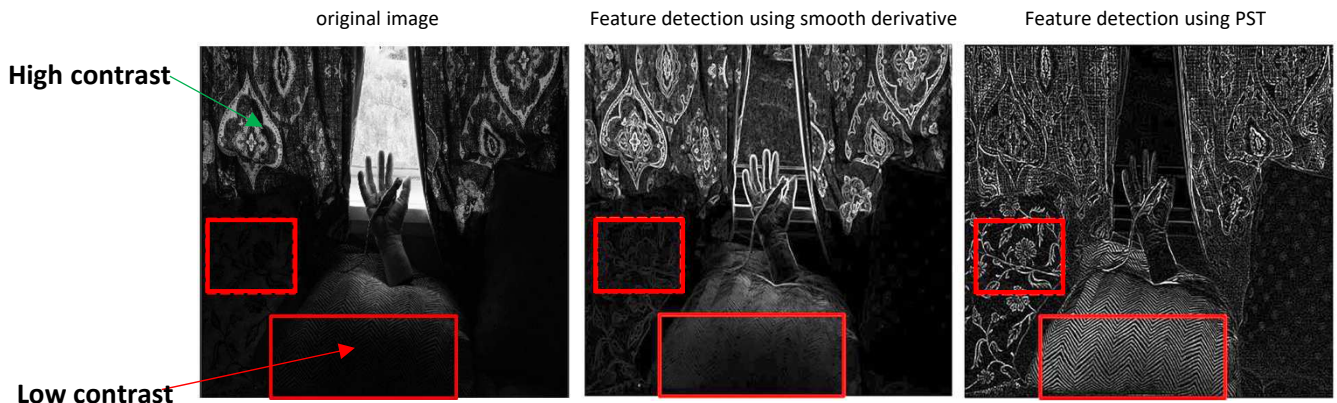 original image
Feature detection using smooth derivative
Feature detection using PST
High contrast
Low contrast